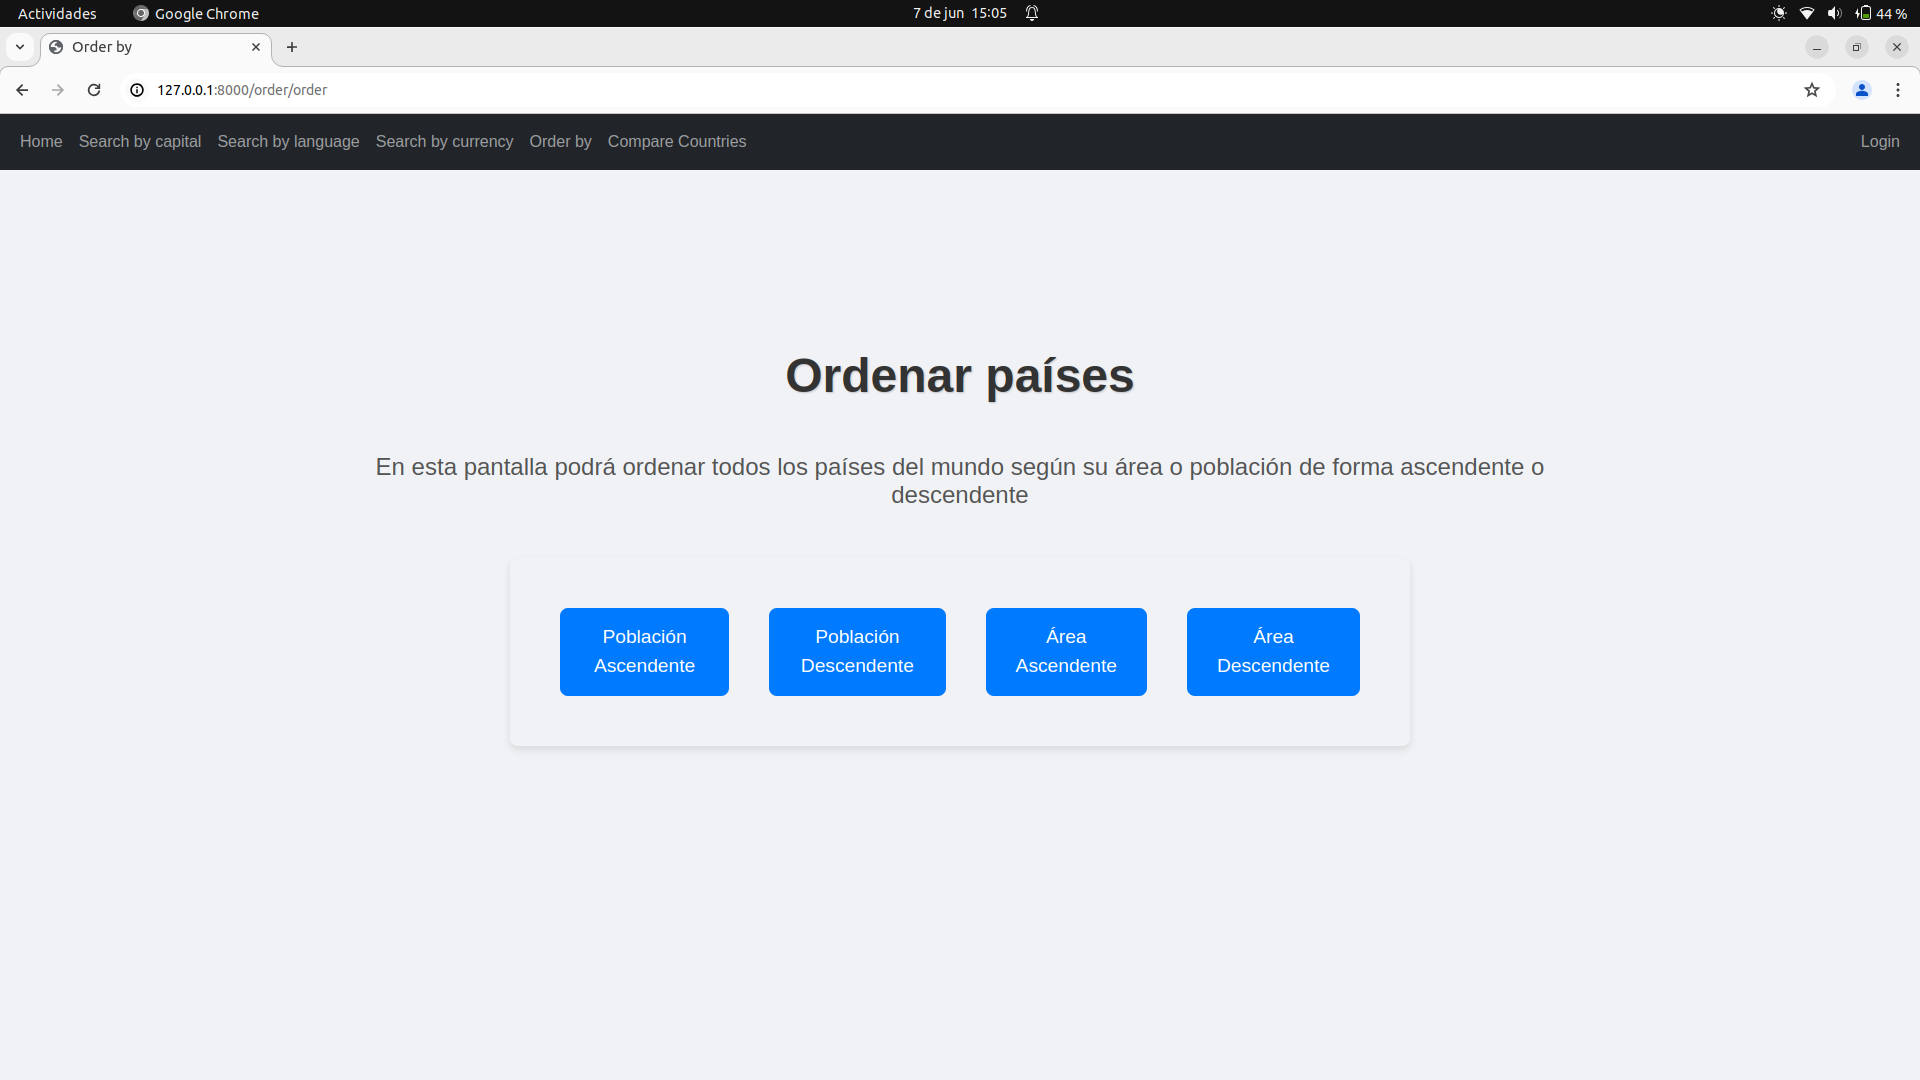 Actividades Google Chrome 7 de jun 15:05 44 %
Order by
127.0.0.1:8000/order/order
Home Search by capital Search by language Search by currency Order by Compare Countries Login
Ordenar países
En esta pantalla podrá ordenar todos los países del mundo según su área o población de forma ascendente o
descendente
Población
Ascendente
Población
Descendente
Área
Ascendente
Área
Descendente